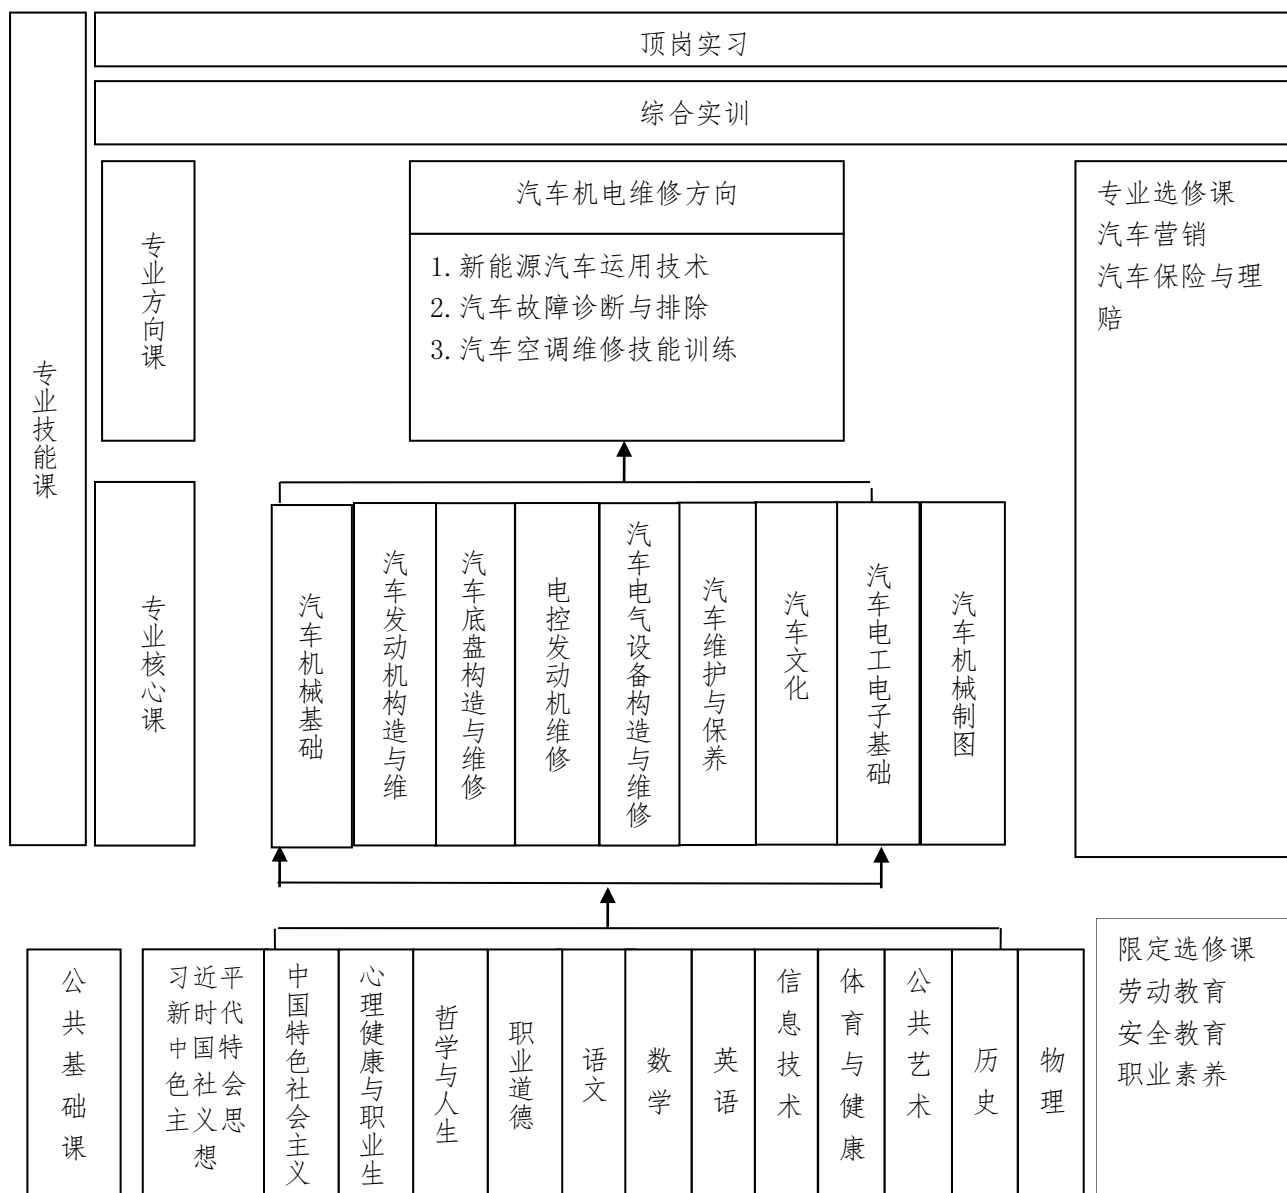 顶岗实习
综合实训
专业技能课
专业方向课
汽车机电维修方向
1.新能源汽车运用技术
2.汽车故障诊断与排除
3.汽车空调维修技能训练
专业选修课
汽车营销
汽车保险与理
赔
专业核心课
汽车机械基础
汽车发动机构造与维
汽车底盘构造与维修
电控发动机维修
汽车电气设备构造与维修
汽车维护与保养
汽车文化
汽车电工电子基础
汽车机械制图
公共基础课
习近平
新时代
中国特
色社会
主义思
想
中国特色社会主义
心理健康与职业生
哲学与人生
职业道德
语文
数学
英语
信息技术
体育与健康
公共艺术
历史
物理
限定选修课
劳动教育
安全教育
职业素养